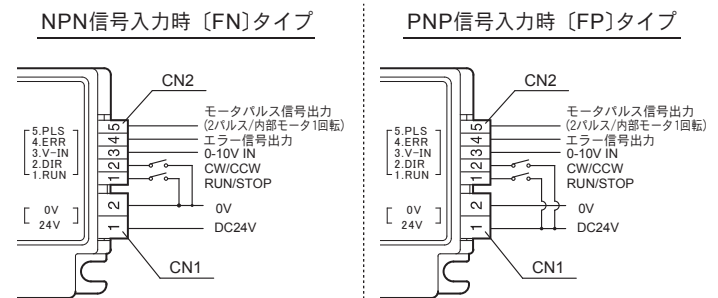 NPN信号入力時〔FN〕タイプ
CN2
モータパルス信号出力
(2パルス/内部モータ1回転)
エラー信号出力
0-10V IN
CW/CCW
RUN/STOP
0V
DC24V
CN1
5.PLS
4.ERR
3.V-IN
2.DIR
1.RUN
0V
24V
5
4
3
2
1
2
1
PNP信号入力時〔FP〕タイプ
CN2
モータパルス信号出力
(2パルス/内部モータ1回転)
エラー信号出力
0-10V IN
CW/CCW
RUN/STOP
0V
DC24V
CN1
5.PLS
4.ERR
3.V-IN
2.DIR
1.RUN
0V
24V
5
4
3
2
1
2
1